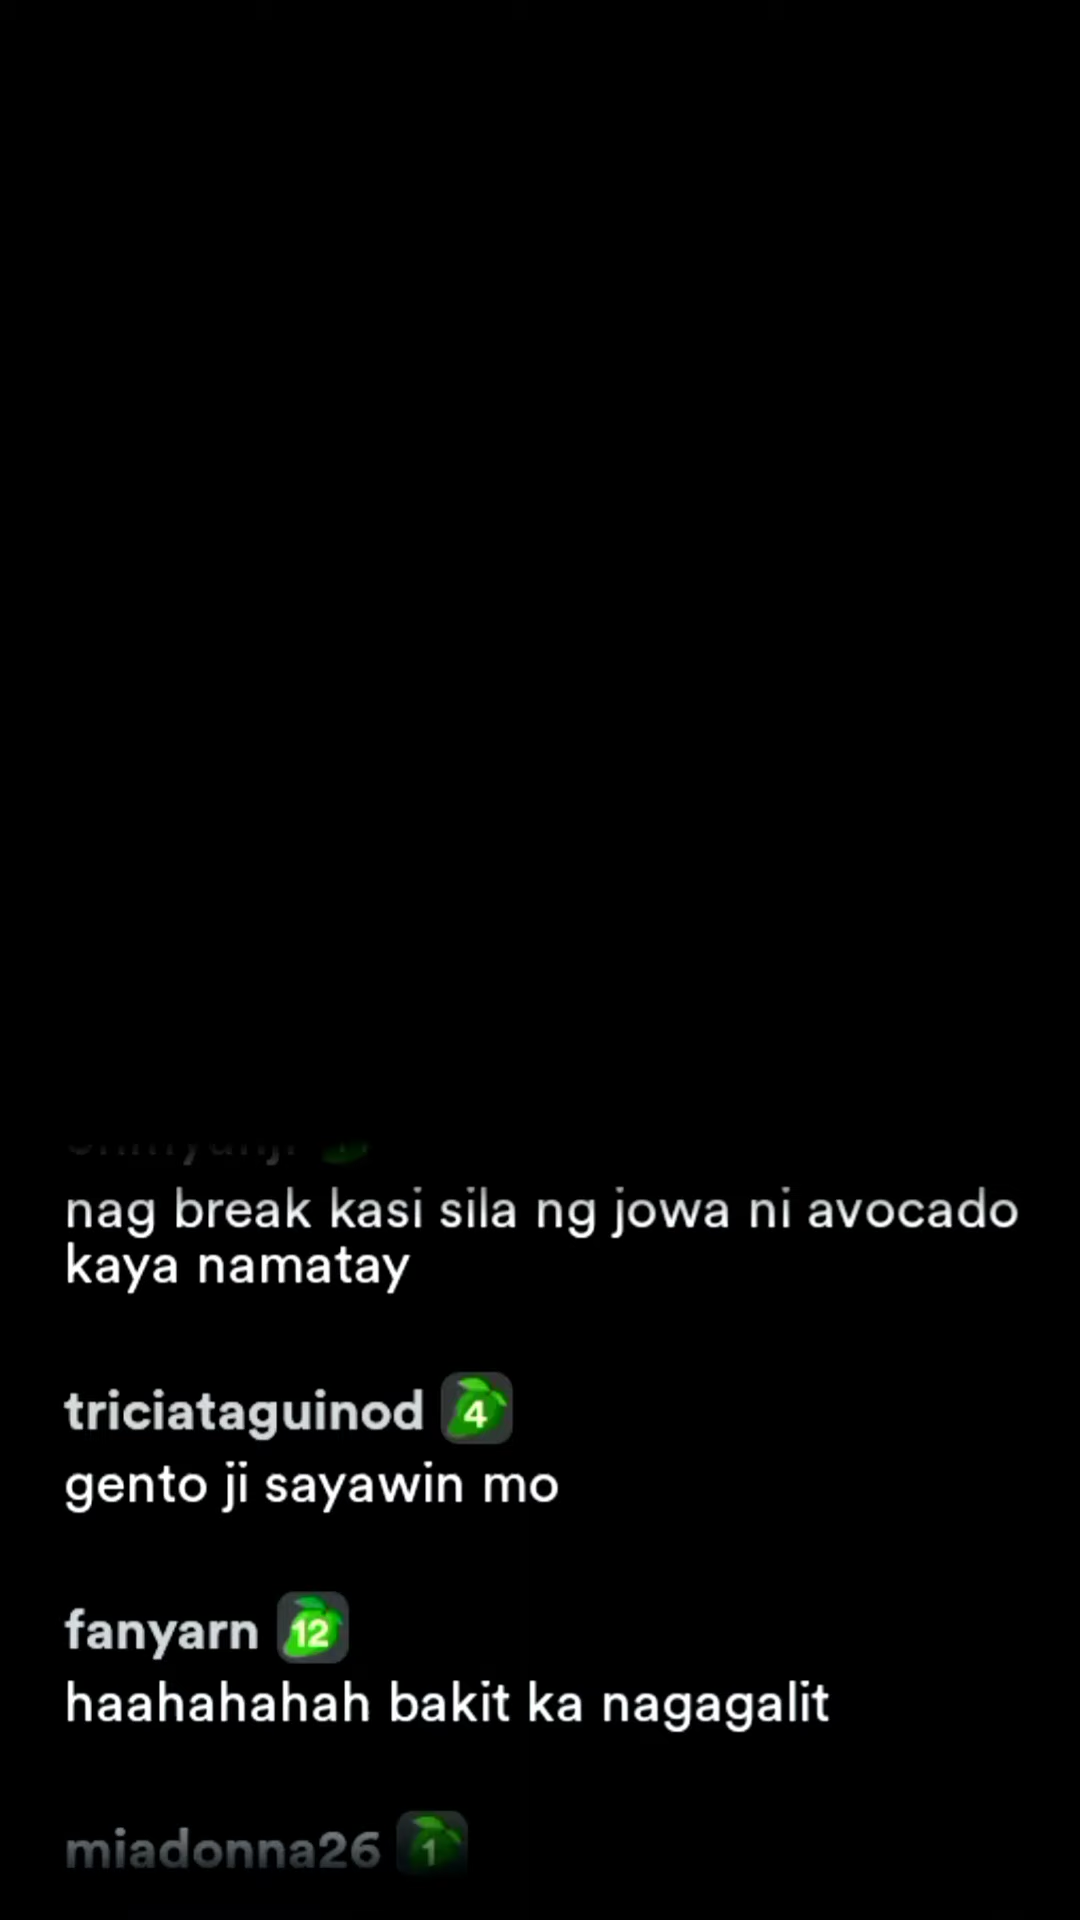 nag break kasi sila ng jowa ni avocado
kaya namatay
triciataguinod 4
gento ji sayawin mo
fanyarn 12
haahahahah bakit ka nagagalit
miadonna26 1